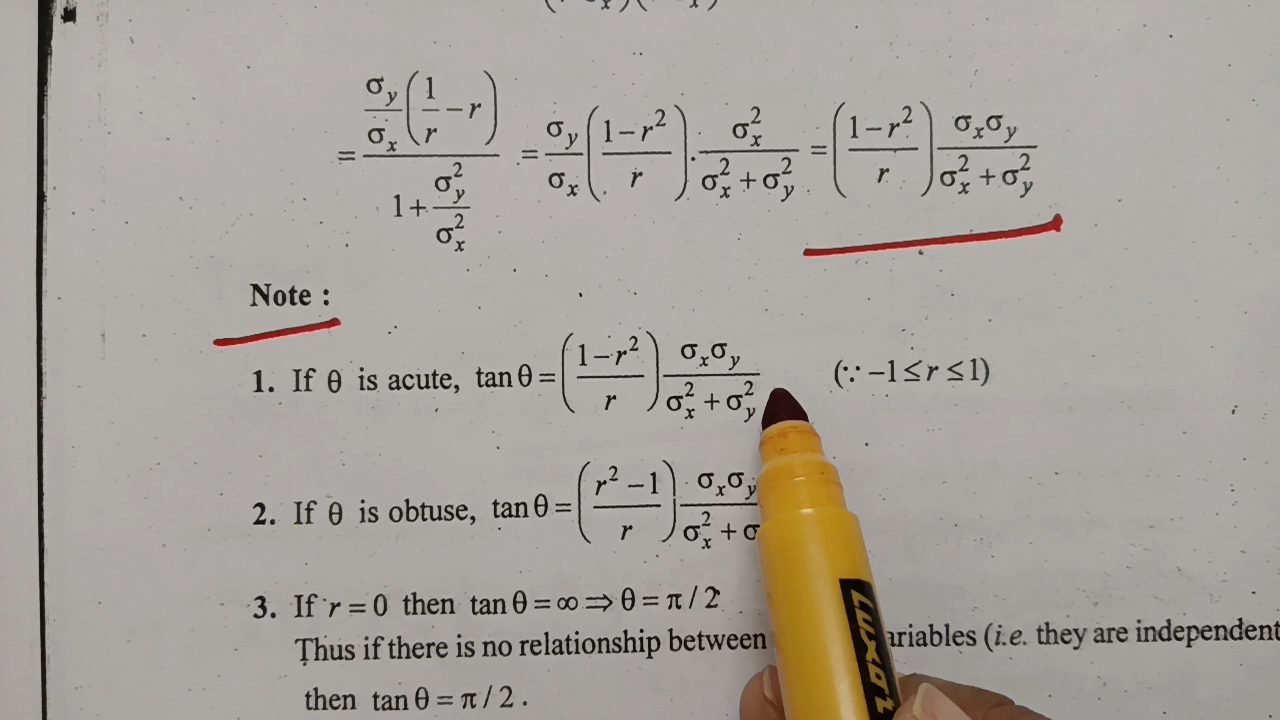 = σy/σx (1/r − r) / (1 + σy²/σx²) = σy/σx ((1−r²)/r) . σx²/(σx² + σy²) = ((1−r²)/r) σxσy/(σx² + σy²)
Note :
1. If θ is acute, tan θ = ((1−r²)/r) σxσy/(σx² + σy²) (∵ −1 ≤ r ≤ 1)
2. If θ is obtuse, tan θ = ((r² −1)/r) σxσy/(σx² + σ
3. If r = 0 then tan θ = ∞ ⇒ θ = π / 2
Thus if there is no relationship between ariables (i.e. they are independent
then tan θ = π / 2 .